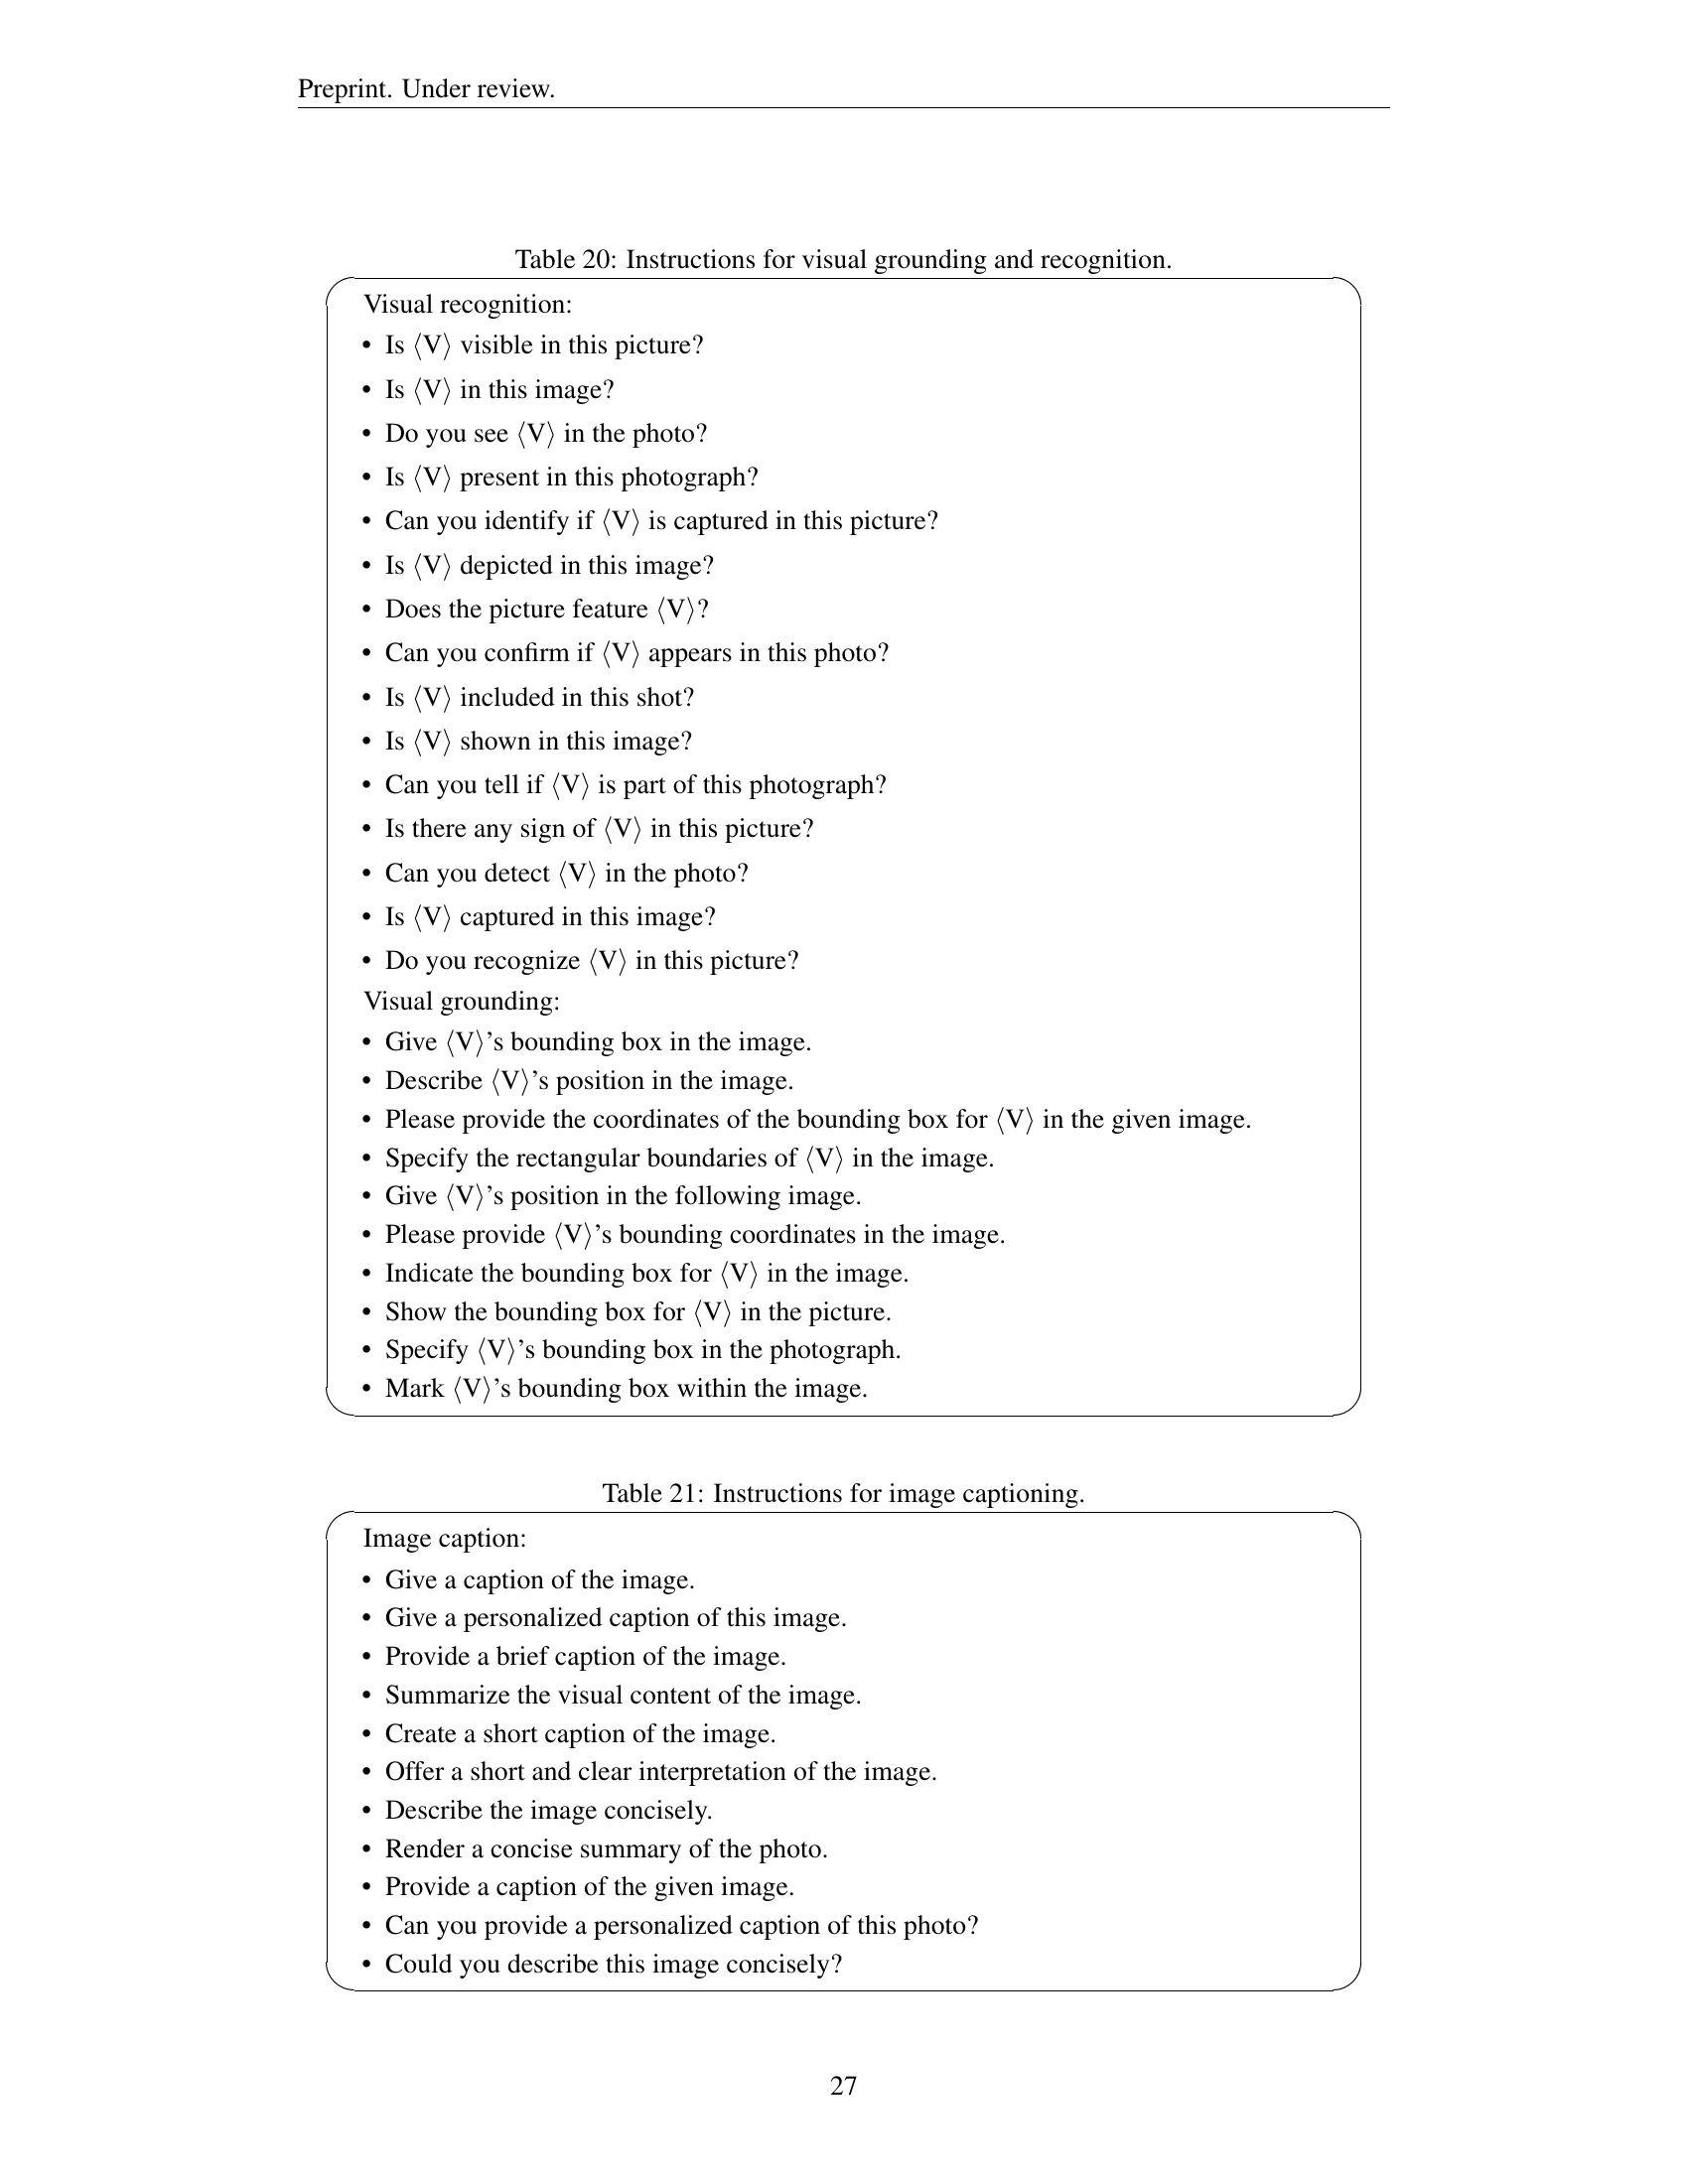 Preprint. Under review.
Table 20: Instructions for visual grounding and recognition.
Visual recognition:
• Is ⟨V⟩ visible in this picture?
• Is ⟨V⟩ in this image?
• Do you see ⟨V⟩ in the photo?
• Is ⟨V⟩ present in this photograph?
• Can you identify if ⟨V⟩ is captured in this picture?
• Is ⟨V⟩ depicted in this image?
• Does the picture feature ⟨V⟩?
• Can you confirm if ⟨V⟩ appears in this photo?
• Is ⟨V⟩ included in this shot?
• Is ⟨V⟩ shown in this image?
• Can you tell if ⟨V⟩ is part of this photograph?
• Is there any sign of ⟨V⟩ in this picture?
• Can you detect ⟨V⟩ in the photo?
• Is ⟨V⟩ captured in this image?
• Do you recognize ⟨V⟩ in this picture?
Visual grounding:
• Give ⟨V⟩’s bounding box in the image.
• Describe ⟨V⟩’s position in the image.
• Please provide the coordinates of the bounding box for ⟨V⟩ in the given image.
• Specify the rectangular boundaries of ⟨V⟩ in the image.
• Give ⟨V⟩’s position in the following image.
• Please provide ⟨V⟩’s bounding coordinates in the image.
• Indicate the bounding box for ⟨V⟩ in the image.
• Show the bounding box for ⟨V⟩ in the picture.
• Specify ⟨V⟩’s bounding box in the photograph.
• Mark ⟨V⟩’s bounding box within the image.
Table 21: Instructions for image captioning.
Image caption:
• Give a caption of the image.
• Give a personalized caption of this image.
• Provide a brief caption of the image.
• Summarize the visual content of the image.
• Create a short caption of the image.
• Offer a short and clear interpretation of the image.
• Describe the image concisely.
• Render a concise summary of the photo.
• Provide a caption of the given image.
• Can you provide a personalized caption of this photo?
• Could you describe this image concisely?
27